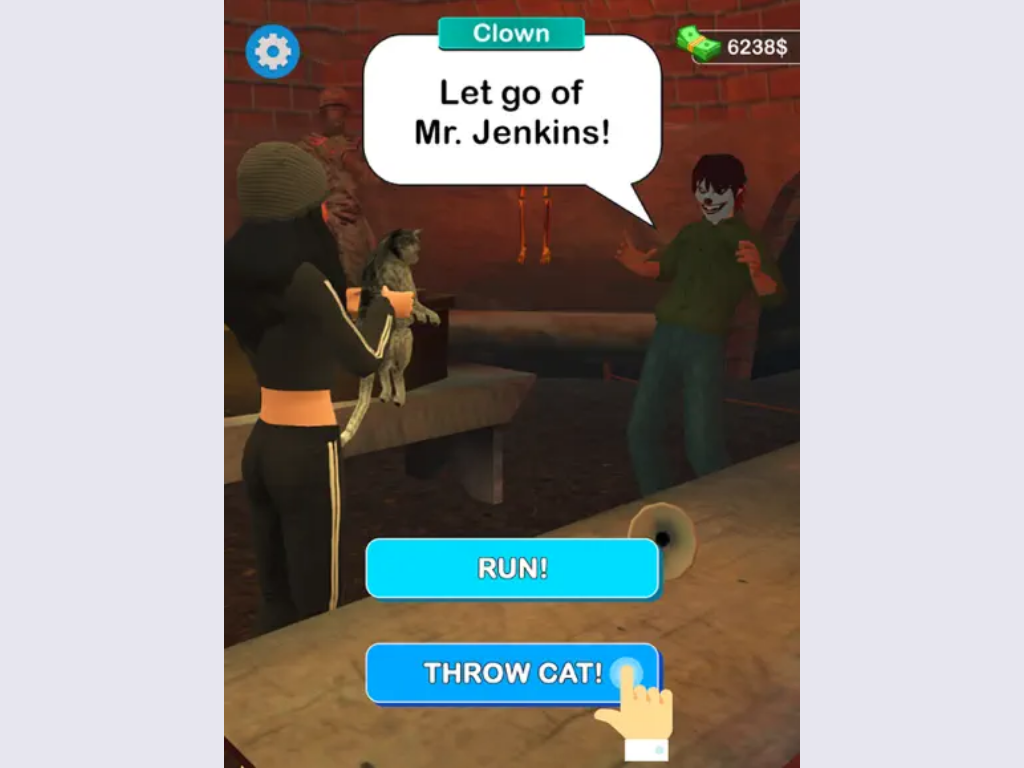 Clown
6238$
Let go of
Mr. Jenkins!
RUN!
THROW CAT!